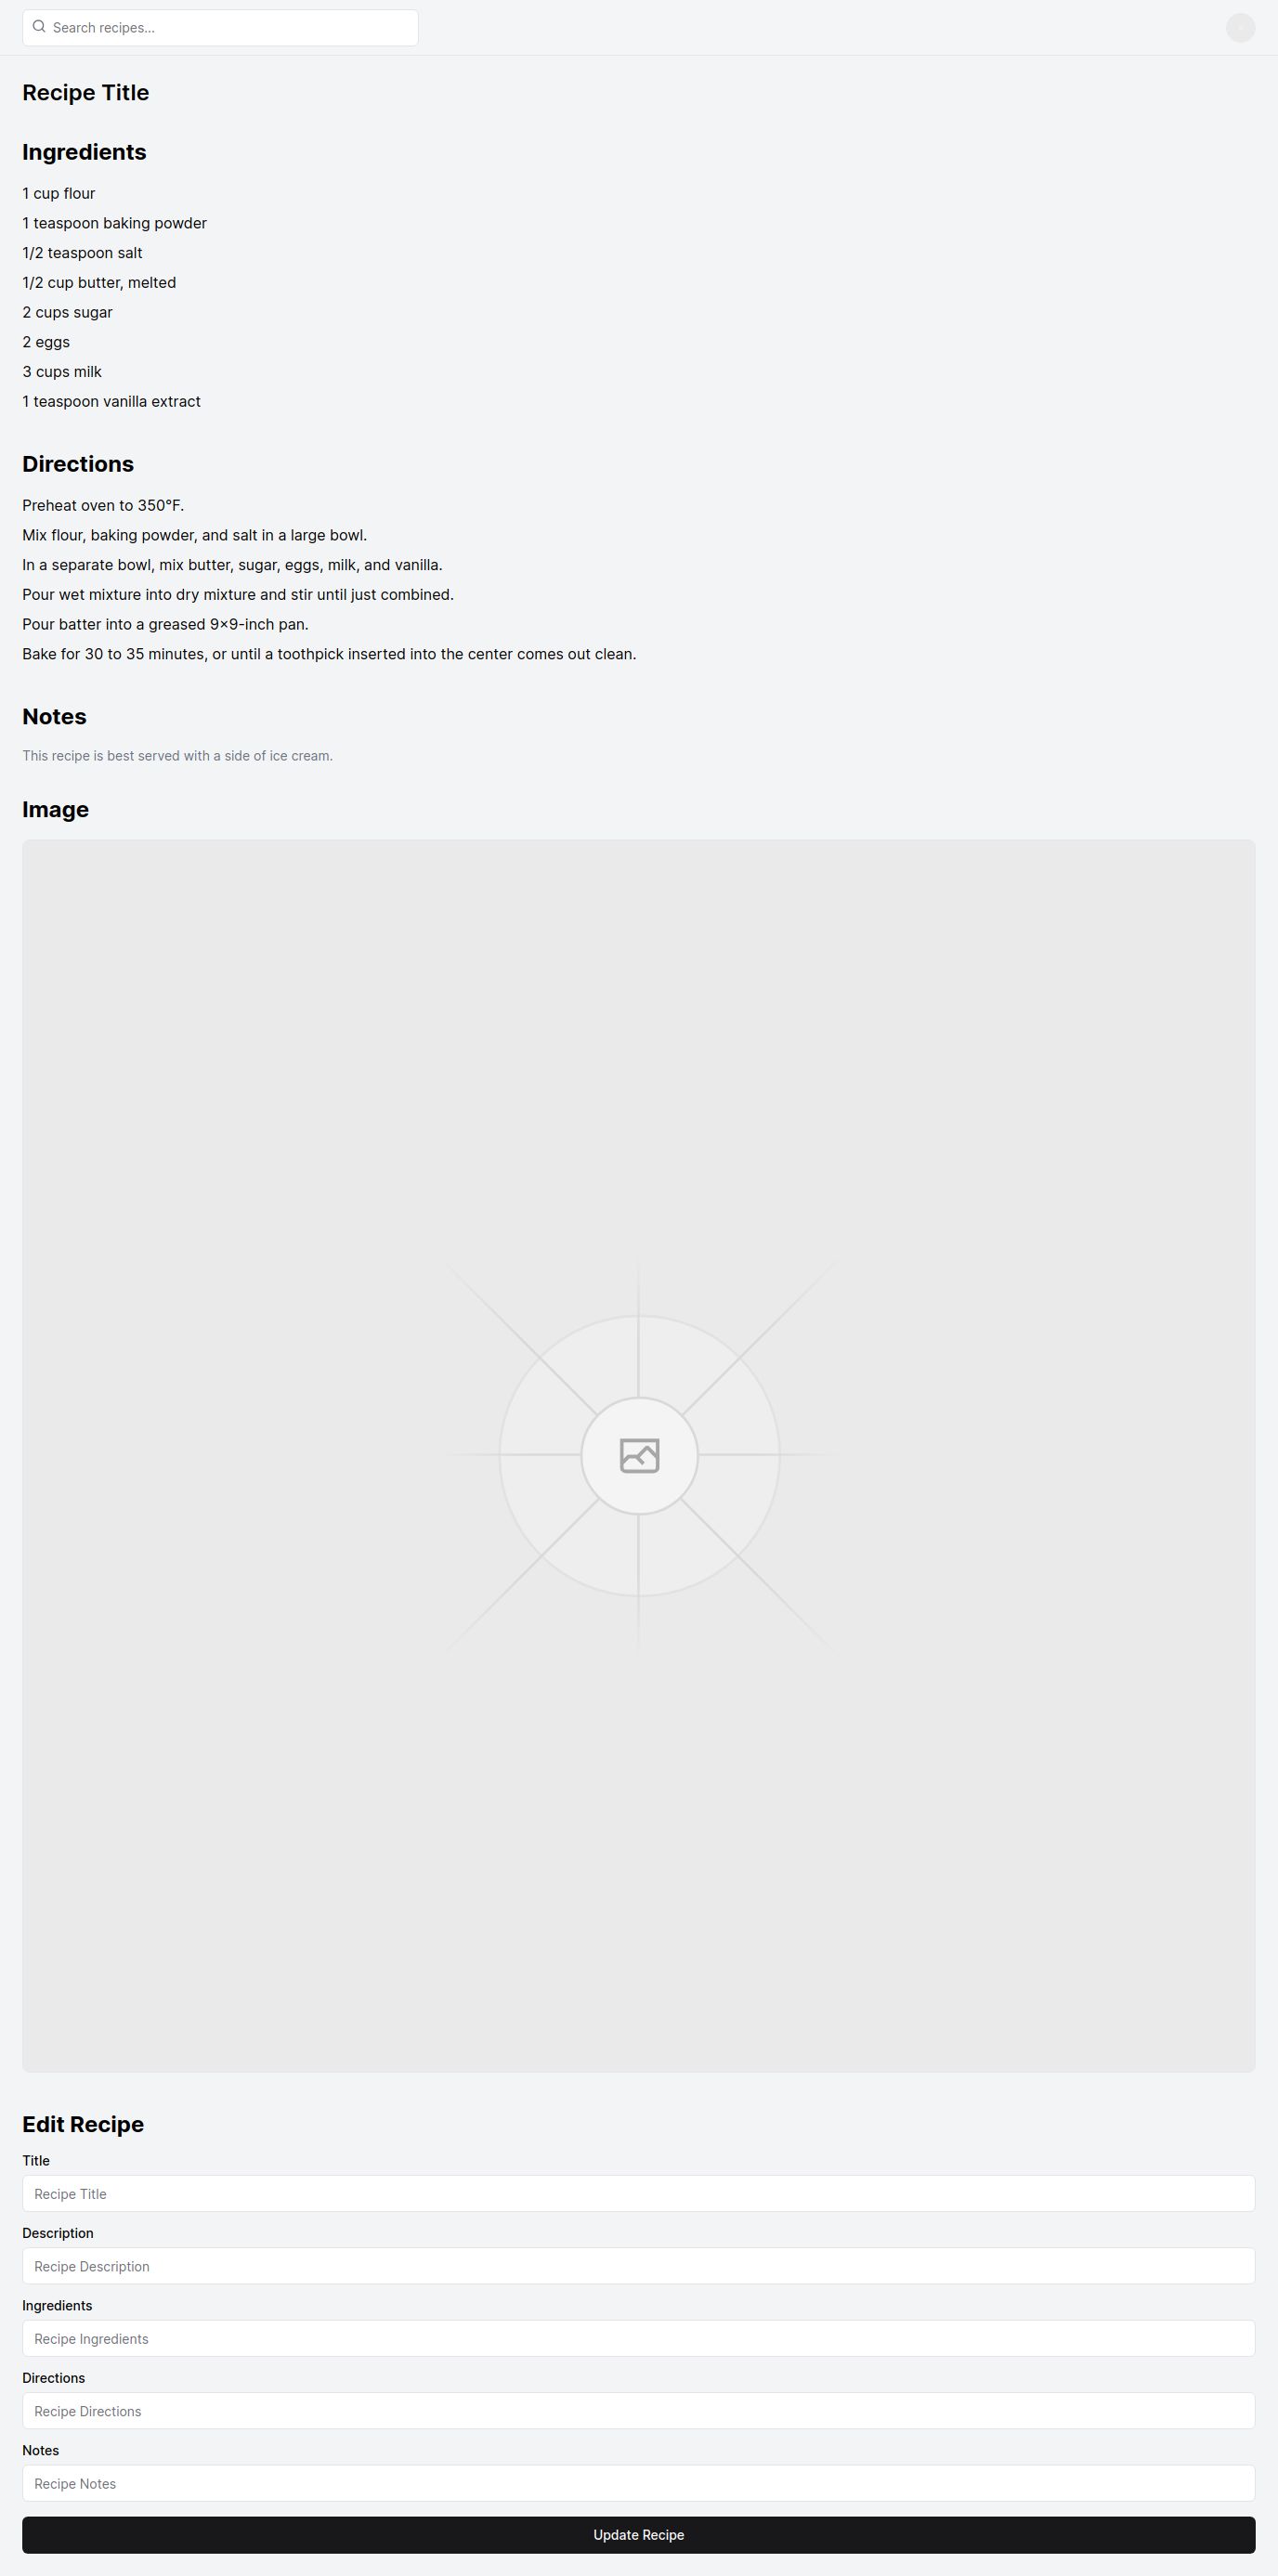 Search recipes...
Recipe Title
Ingredients
1 cup flour
1 teaspoon baking powder
1/2 teaspoon salt
1/2 cup butter, melted
2 cups sugar
2 eggs
3 cups milk
1 teaspoon vanilla extract
Directions
Preheat oven to 350°F.
Mix flour, baking powder, and salt in a large bowl.
In a separate bowl, mix butter, sugar, eggs, milk, and vanilla.
Pour wet mixture into dry mixture and stir until just combined.
Pour batter into a greased 9×9-inch pan.
Bake for 30 to 35 minutes, or until a toothpick inserted into the center comes out clean.
Notes
This recipe is best served with a side of ice cream.
Image
Edit Recipe
Title
Recipe Title
Description
Recipe Description
Ingredients
Recipe Ingredients
Directions
Recipe Directions
Notes
Recipe Notes
Update Recipe